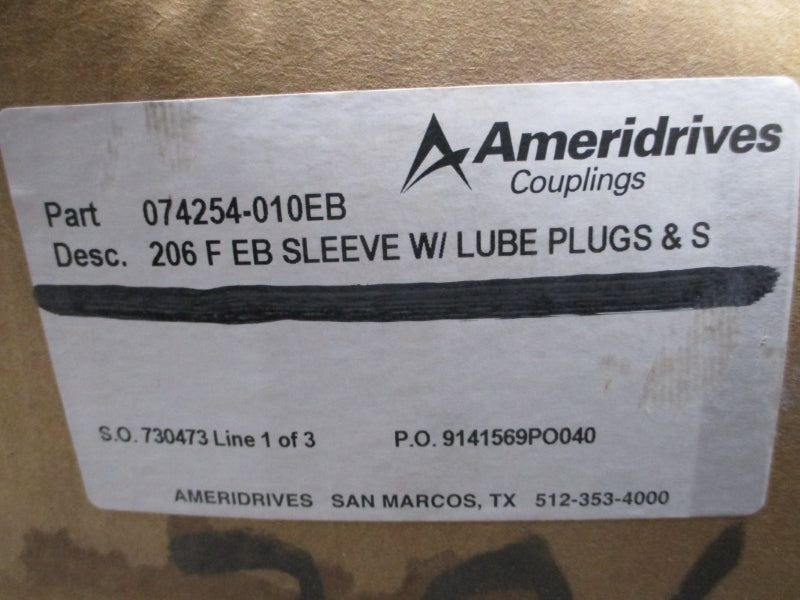 Ameridrives
Couplings
Part 074254-010EB
Desc. 206 F EB SLEEVE W/ LUBE PLUGS & S
S.O. 730473 Line 1 of 3 P.O. 9141569PO040
AMERIDRIVES SAN MARCOS, TX 512-353-4000